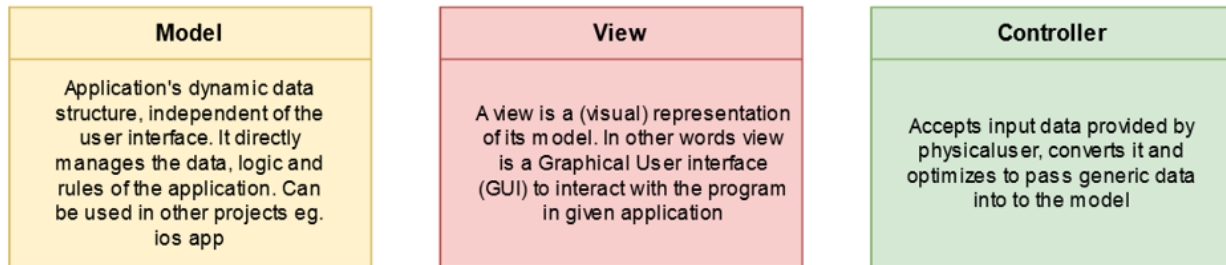 Model
Application's dynamic data
structure, independent of the
user interface. It directly
manages the data, logic and
rules of the application. Can
be used in other projects eg.
ios app
View
A view is a (visual) representation
of its model. In other words view
is a Graphical User interface
(GUI) to interact with the program
in given application
Controller
Accepts input data provided by
physicaluser, converts it and
optimizes to pass generic data
into to the model